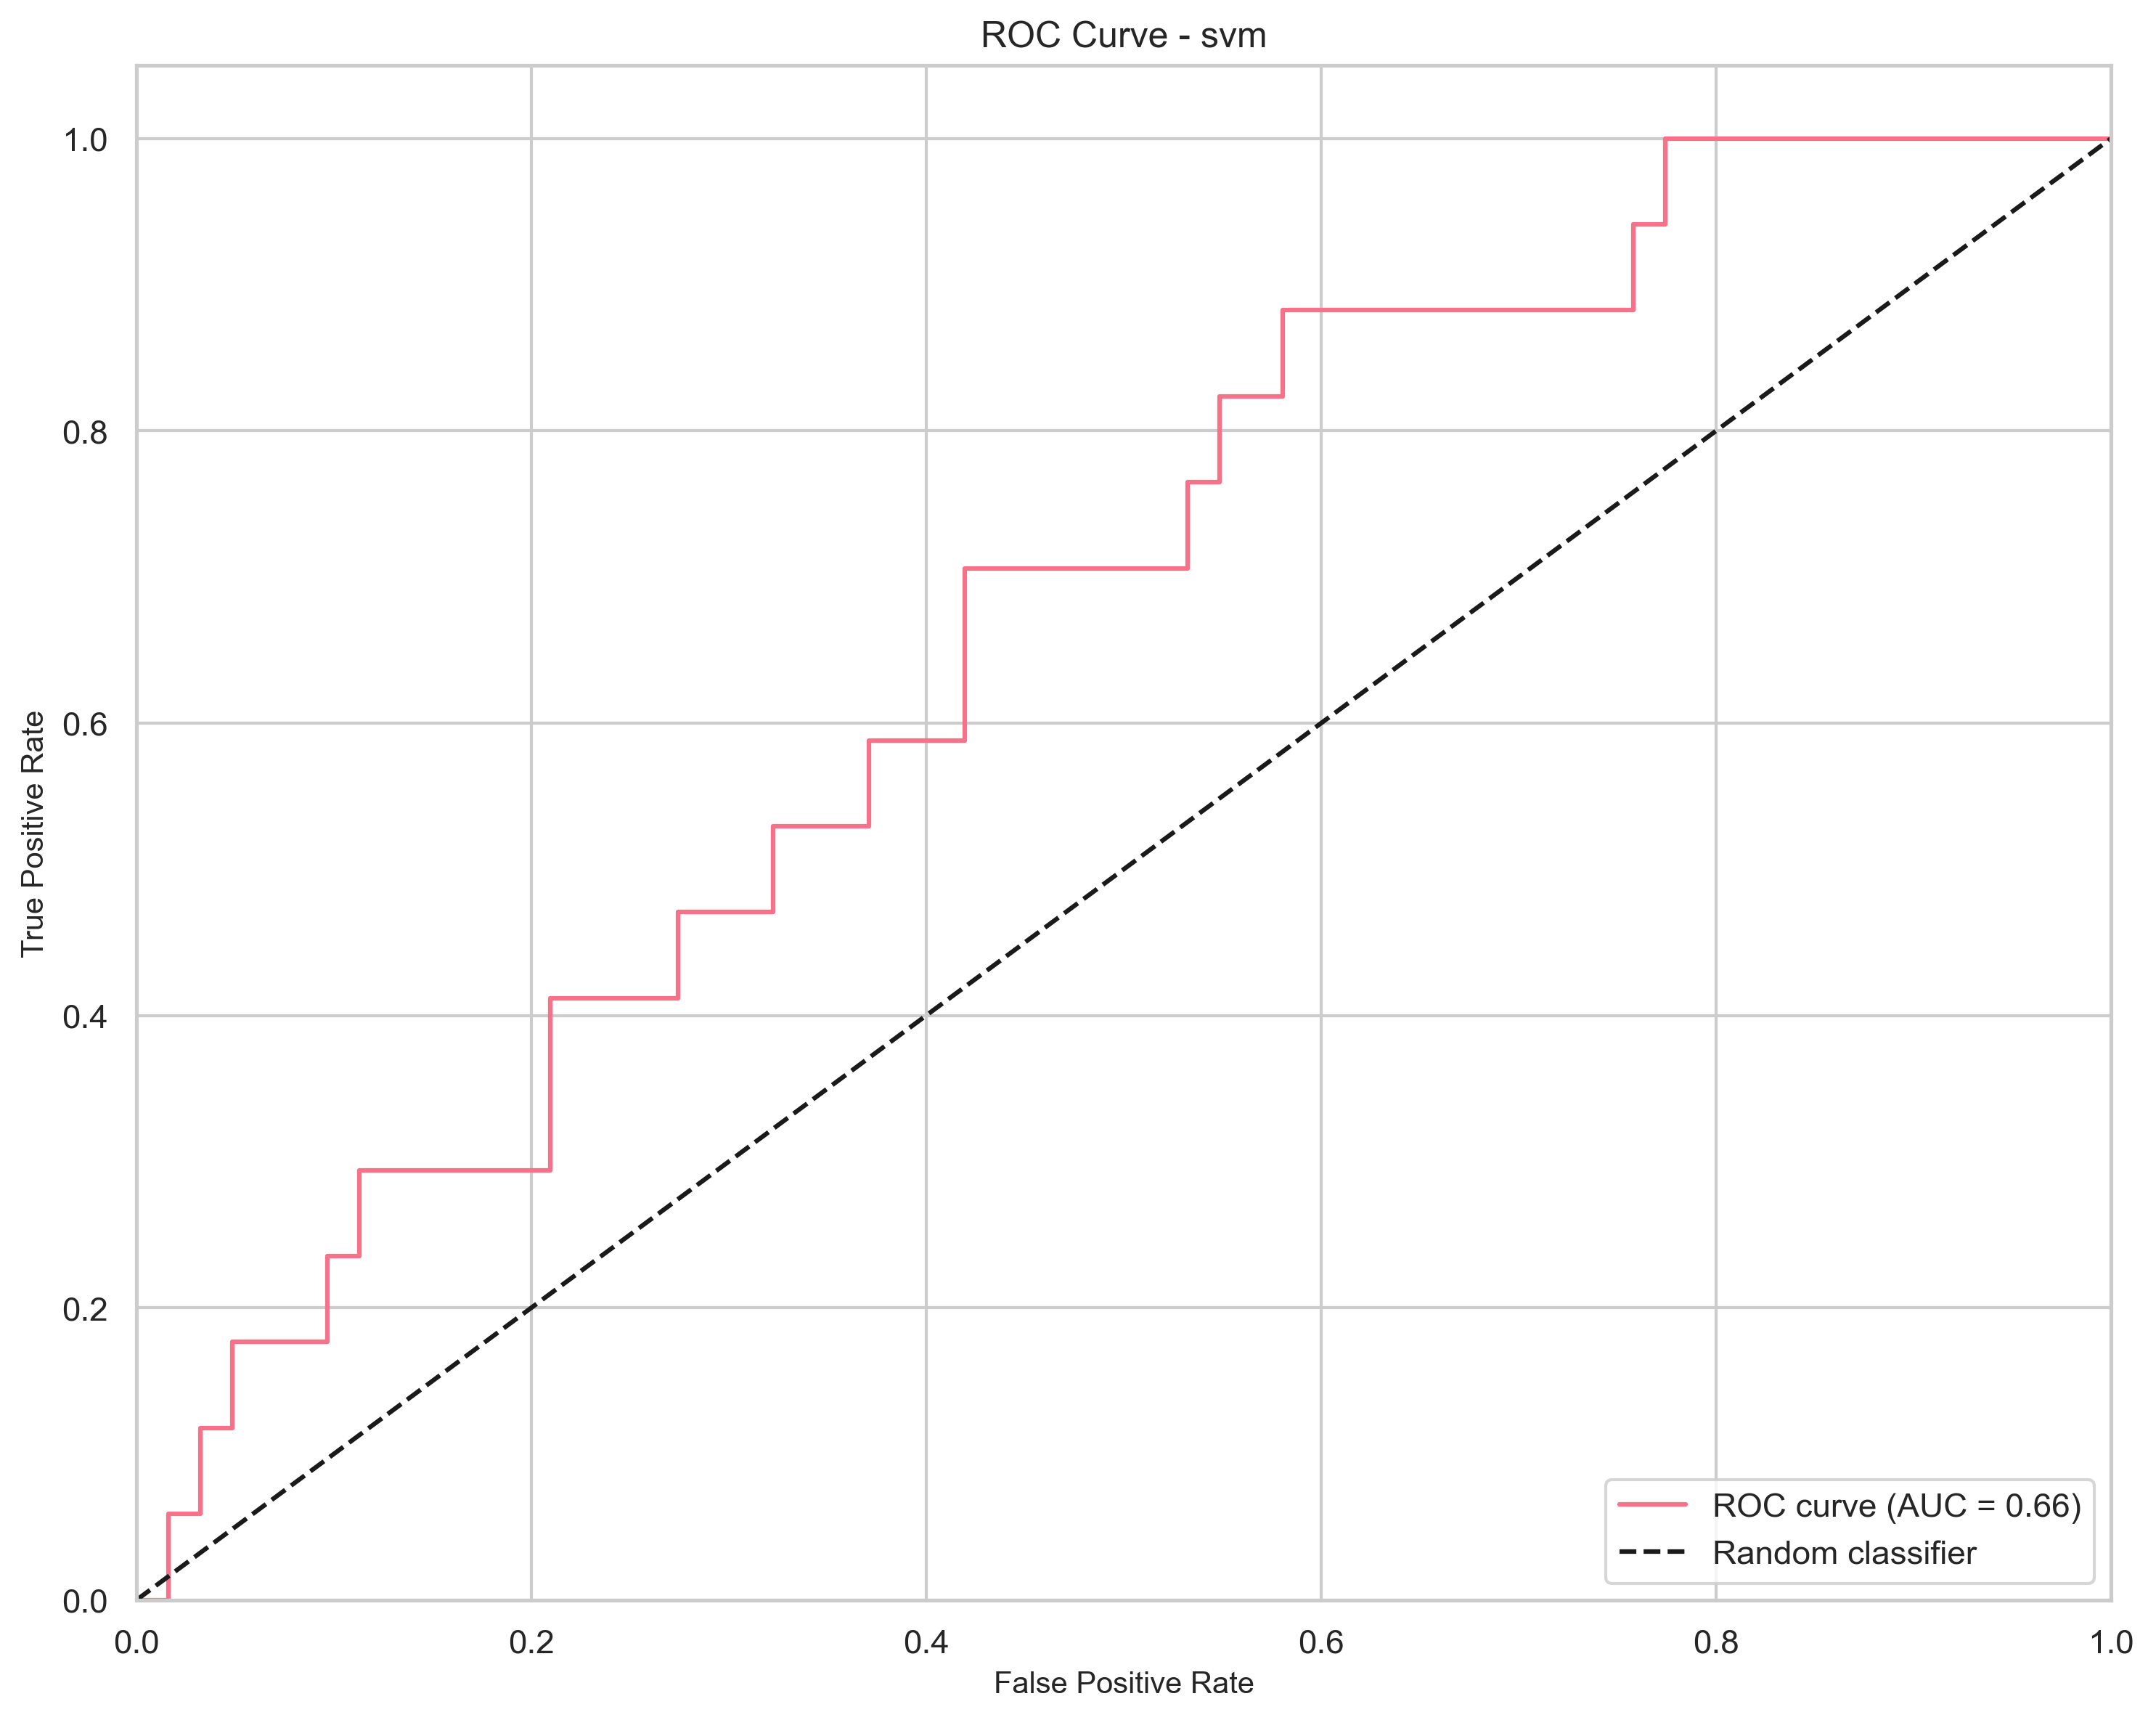 ROC Curve - svm
1.0
0.8
0.6
0.4
0.2
0.0
True Positive Rate
0.0 0.2 0.4 0.6 0.8 1.0
False Positive Rate
ROC curve (AUC = 0.66)
Random classifier